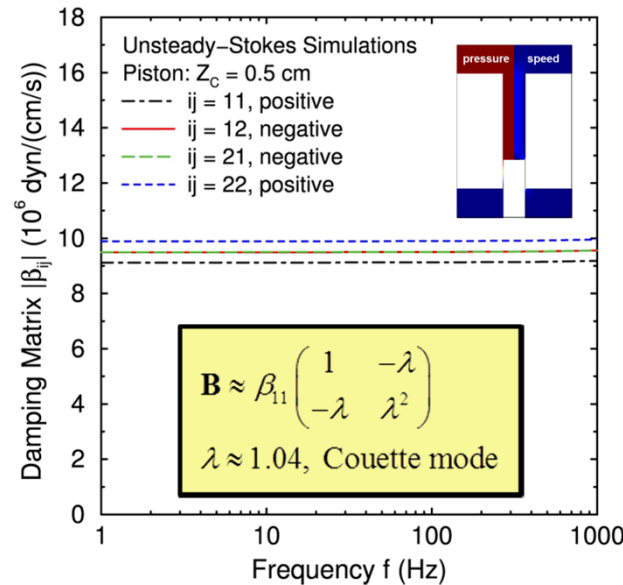 Unsteady−Stokes Simulations
Piston: Z_C = 0.5 cm
ij = 11, positive
ij = 12, negative
ij = 21, negative
ij = 22, positive
pressure speed
Damping Matrix |β_ij| (10^6 dyn/(cm/s))
18
16
14
12
10
8
6
4
2
0
B ≈ β_11 ( 1 −λ
−λ λ^2 )
λ ≈ 1.04, Couette mode
1 10 100 1000
Frequency f (Hz)